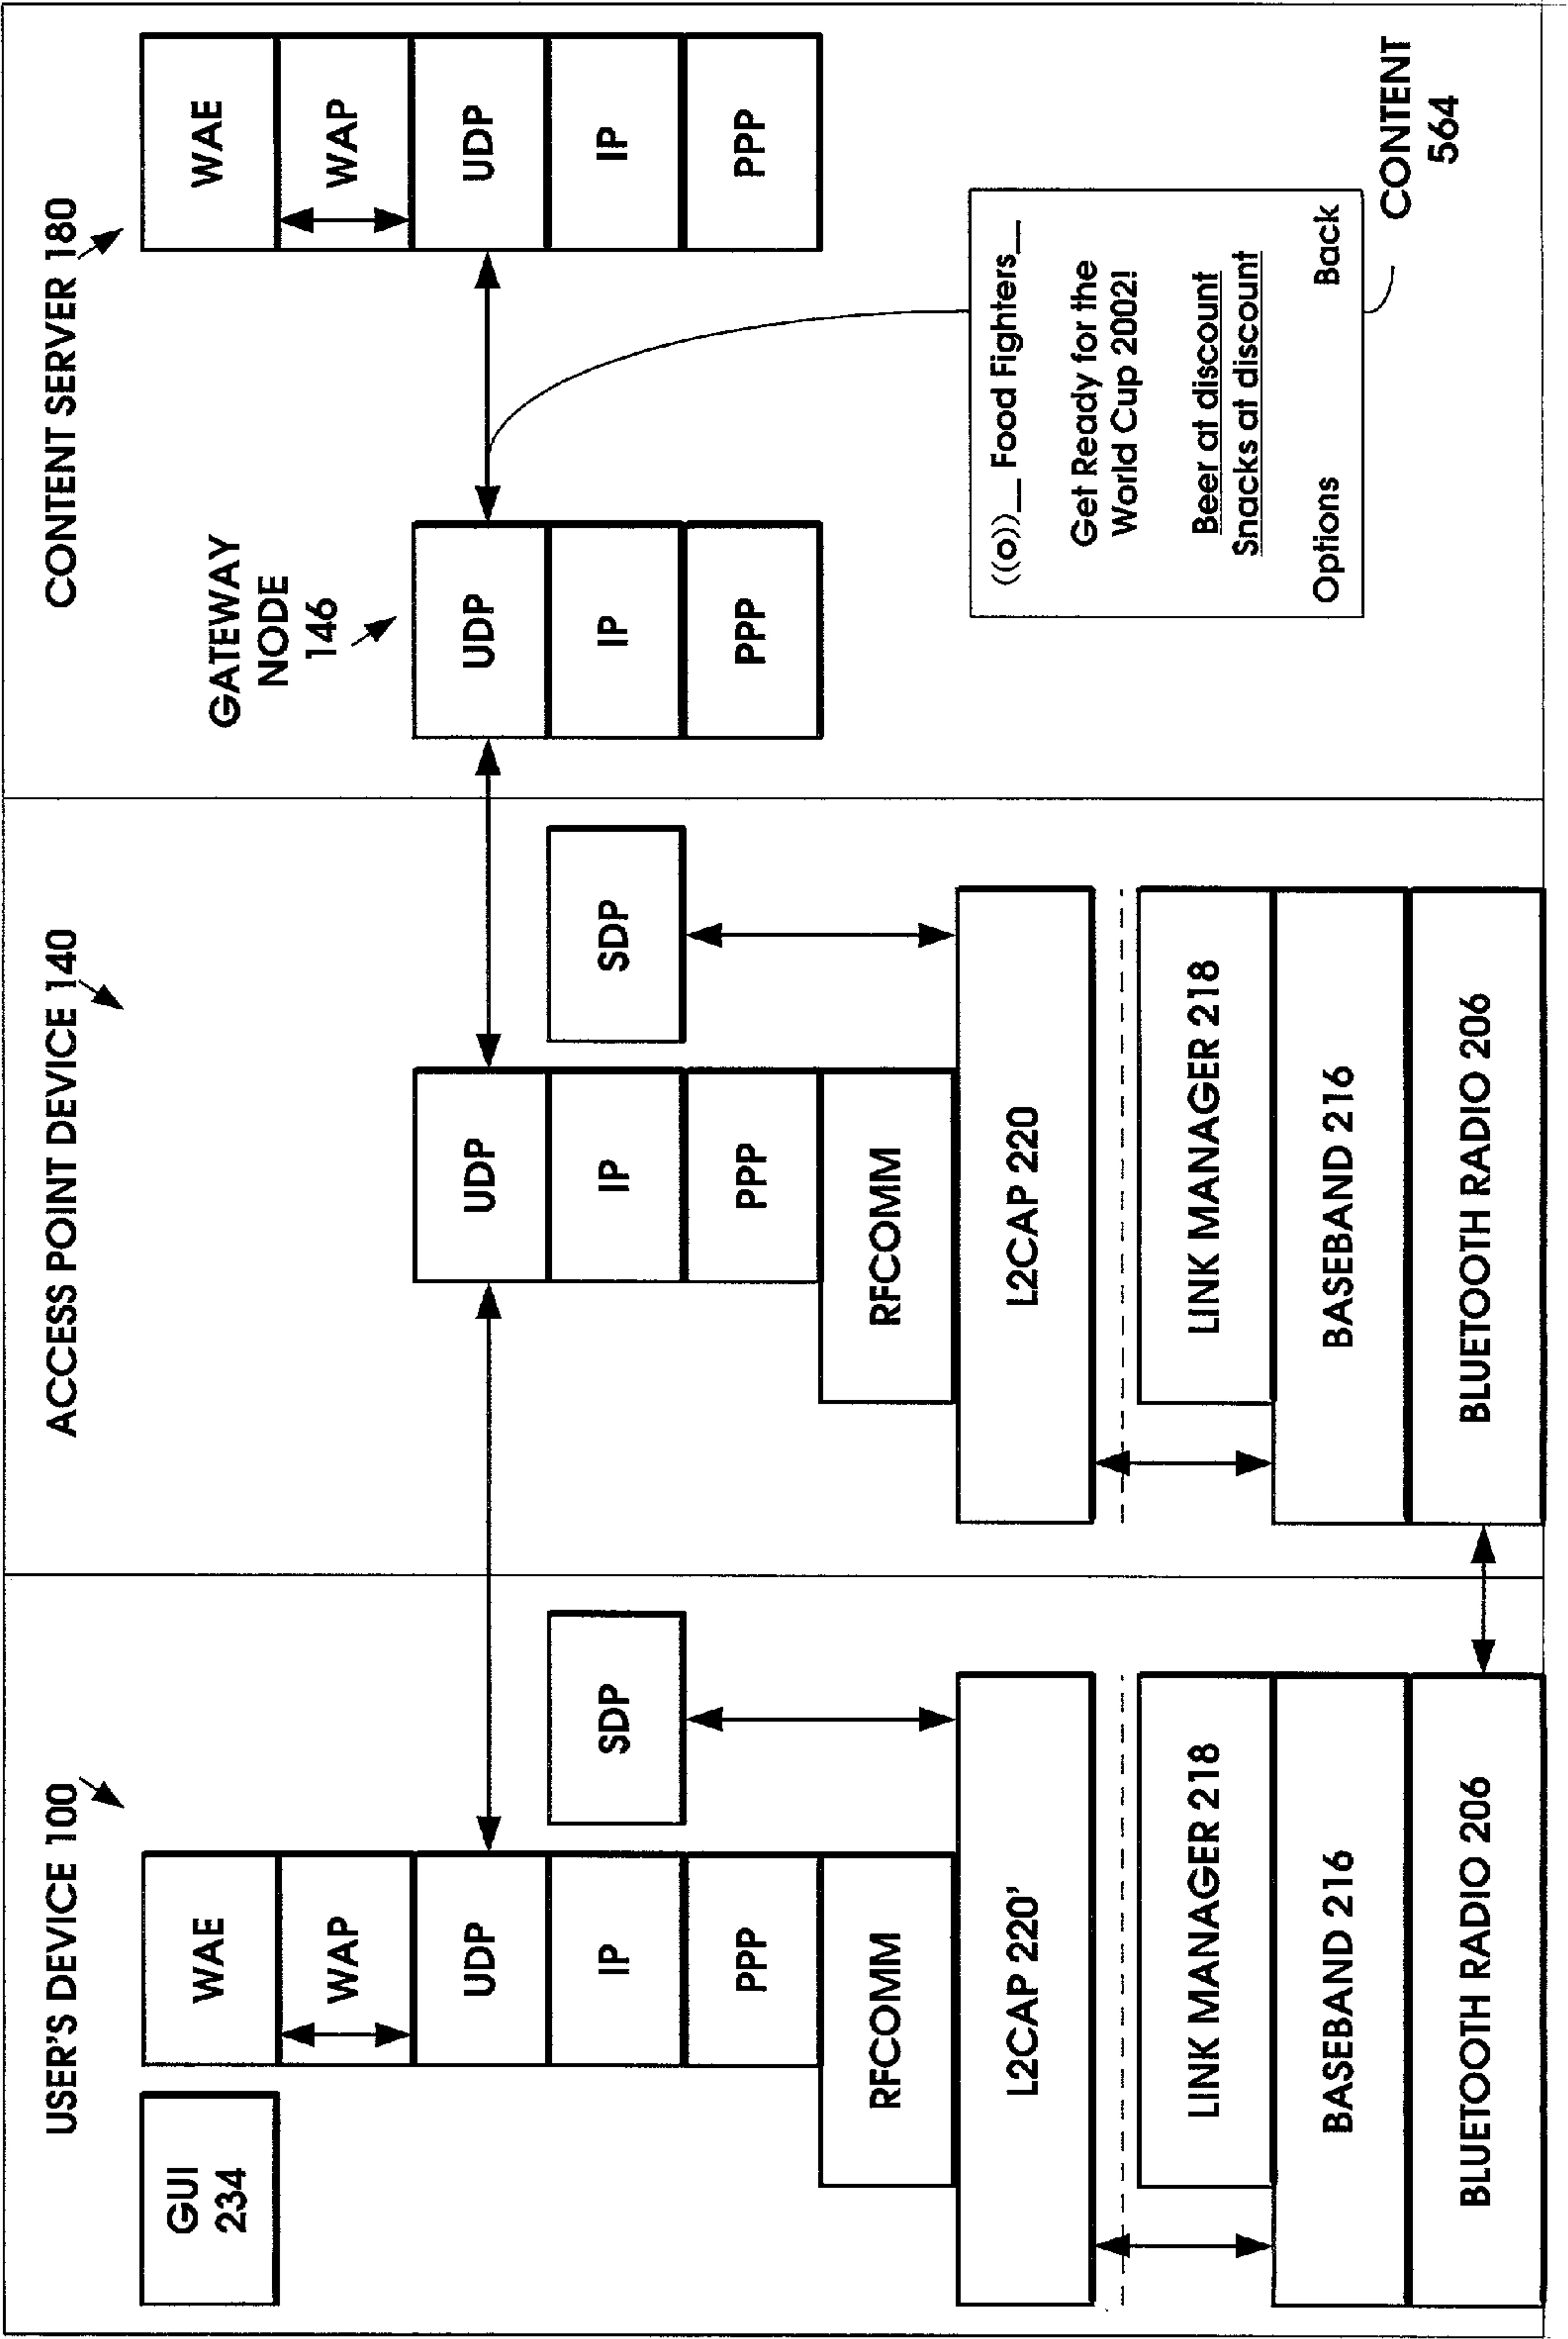 USER'S DEVICE 100
GUI
234
WAE
WAP
UDP
IP
PPP
RFCOMM
SDP
L2CAP 220'
LINK MANAGER 218
BASEBAND 216
BLUETOOTH RADIO 206
ACCESS POINT DEVICE 140
UDP
IP
PPP
RFCOMM
SDP
L2CAP 220
LINK MANAGER 218
BASEBAND 216
BLUETOOTH RADIO 206
GATEWAY
NODE
146
UDP
IP
PPP
CONTENT SERVER 180
WAE
WAP
UDP
IP
PPP
((o))__ Food Fighters__
Get Ready for the
World Cup 2002!
Beer at discount
Snacks at discount
Options Back
CONTENT
564